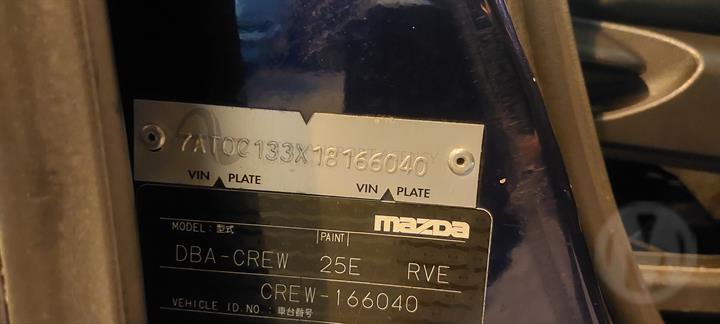 7AT0C133X18166040
VIN PLATE VIN PLATE
mazda
MODEL: 型式 PAINT
DBA-CREW 25E RVE
CREW-166040
VEHICLE ID.NO.: 車台番号